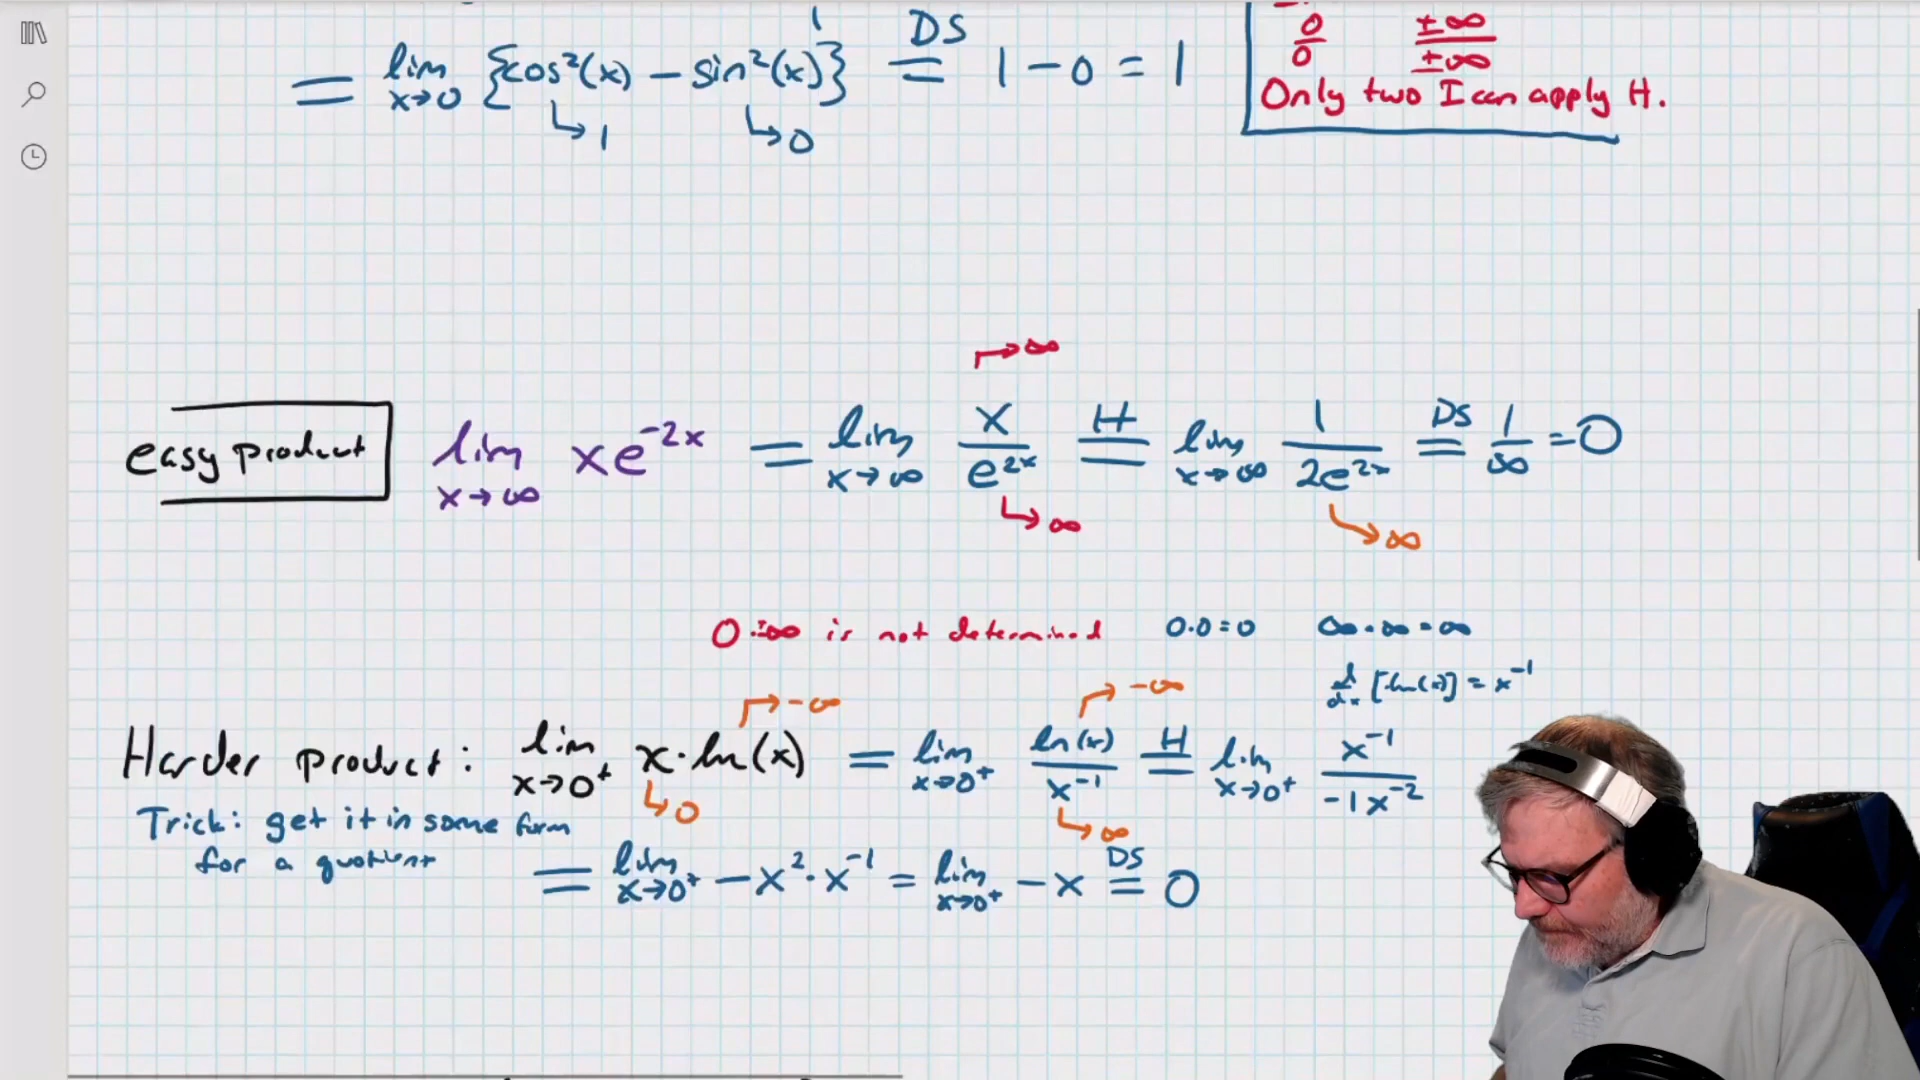 = lim x→0 {cos²(x) − sin²(x)} DS = 1 − 0 = 1
↳ 1 ↳ 0
0/0 ±∞/±∞
Only two I can apply H.
easy product lim x→∞ xe^{-2x} = lim x→∞ x/e^{2x} H = lim x→∞ 1/2e^{2x} DS = 1/∞ = 0
→∞
↳ ∞ ↳ ∞
0·±∞ is not determined 0·0=0 ∞·∞=∞
d/dx [ln(x)] = x^{-1}
→ -∞ → -∞
Harder product: lim x→0⁺ x·ln(x) = lim x→0⁺ ln(x)/x^{-1} H = lim x→0⁺ x^{-1}/-1x^{-2}
↳ 0 ↳ ∞
Trick: get it in some form
for a quotient
= lim x→0⁺ −x²·x^{-1} = lim x→0⁺ −x DS = 0